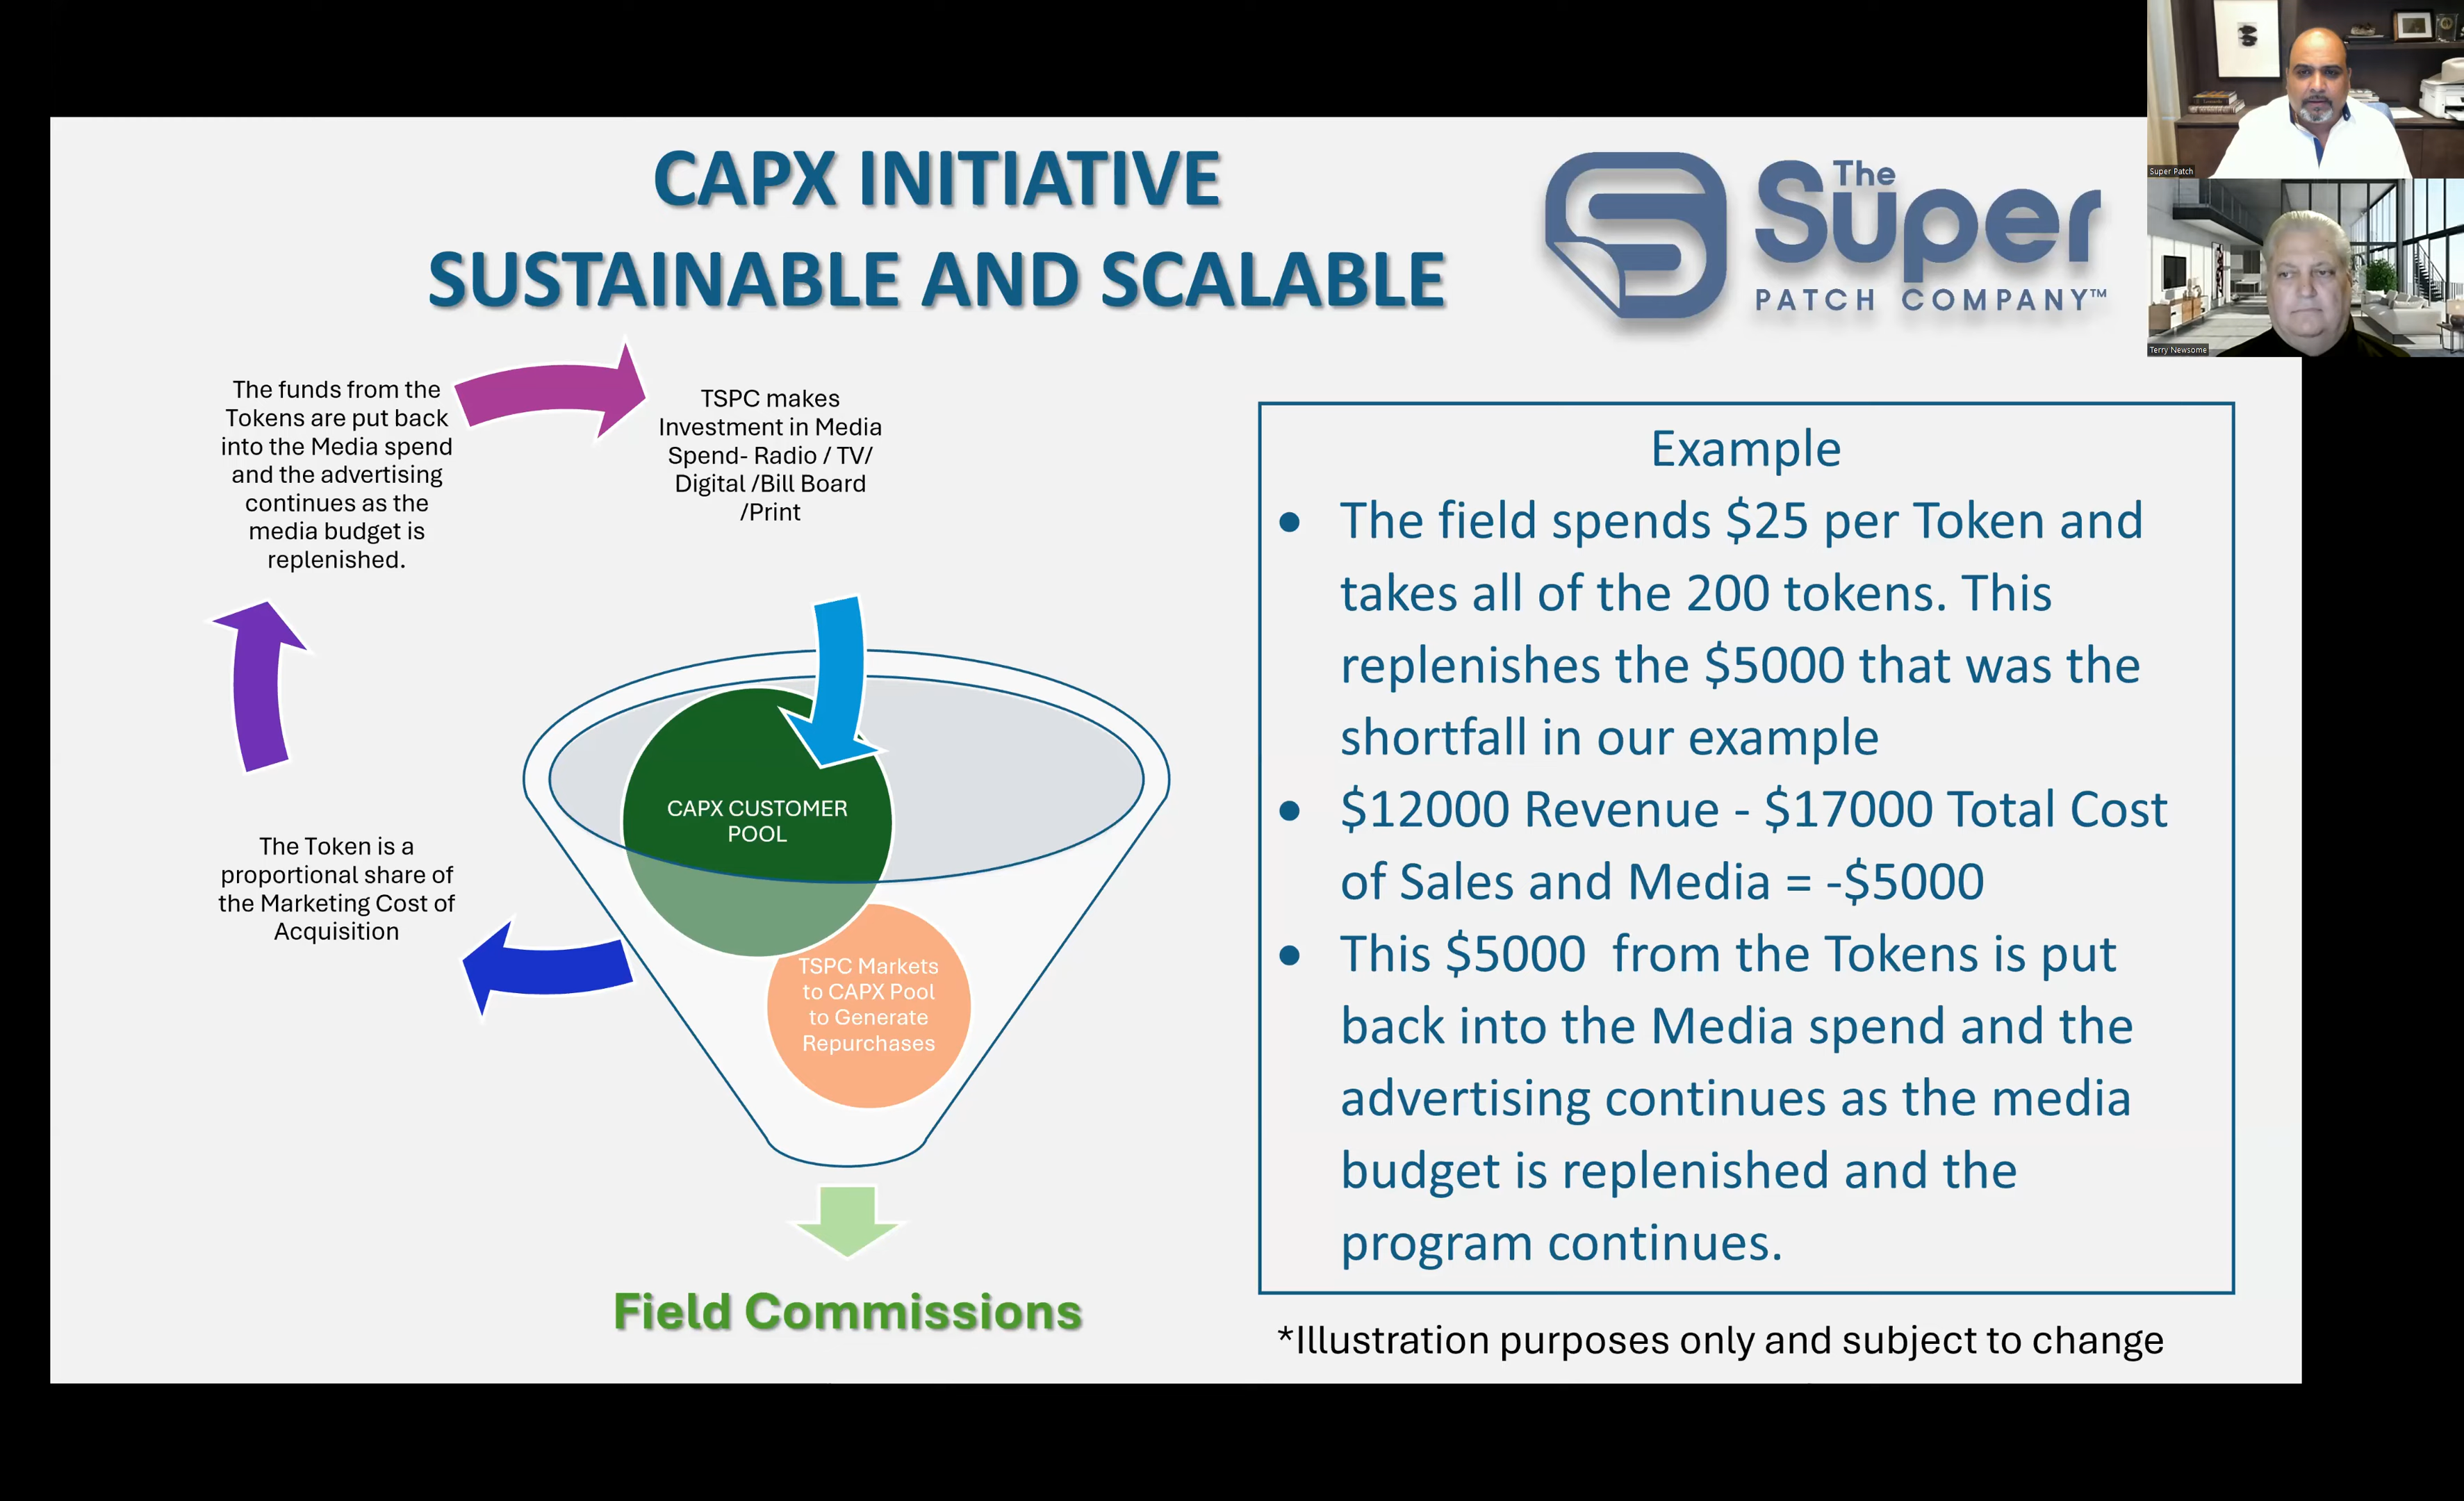 CAPX INITIATIVE
SUSTAINABLE AND SCALABLE
The
Super
PATCH COMPANY™
Super Patch
Terry Newsome
The funds from the
Tokens are put back
into the Media spend
and the advertising
continues as the
media budget is
replenished.
TSPC makes
Investment in Media
Spend- Radio / TV/
Digital /Bill Board
/Print
CAPX CUSTOMER
POOL
TSPC Markets
to CAPX Pool
to Generate
Repurchases
The Token is a
proportional share of
the Marketing Cost of
Acquisition
Field Commissions
Example
• The field spends $25 per Token and
takes all of the 200 tokens. This
replenishes the $5000 that was the
shortfall in our example
• $12000 Revenue - $17000 Total Cost
of Sales and Media = -$5000
• This $5000 from the Tokens is put
back into the Media spend and the
advertising continues as the media
budget is replenished and the
program continues.
*Illustration purposes only and subject to change